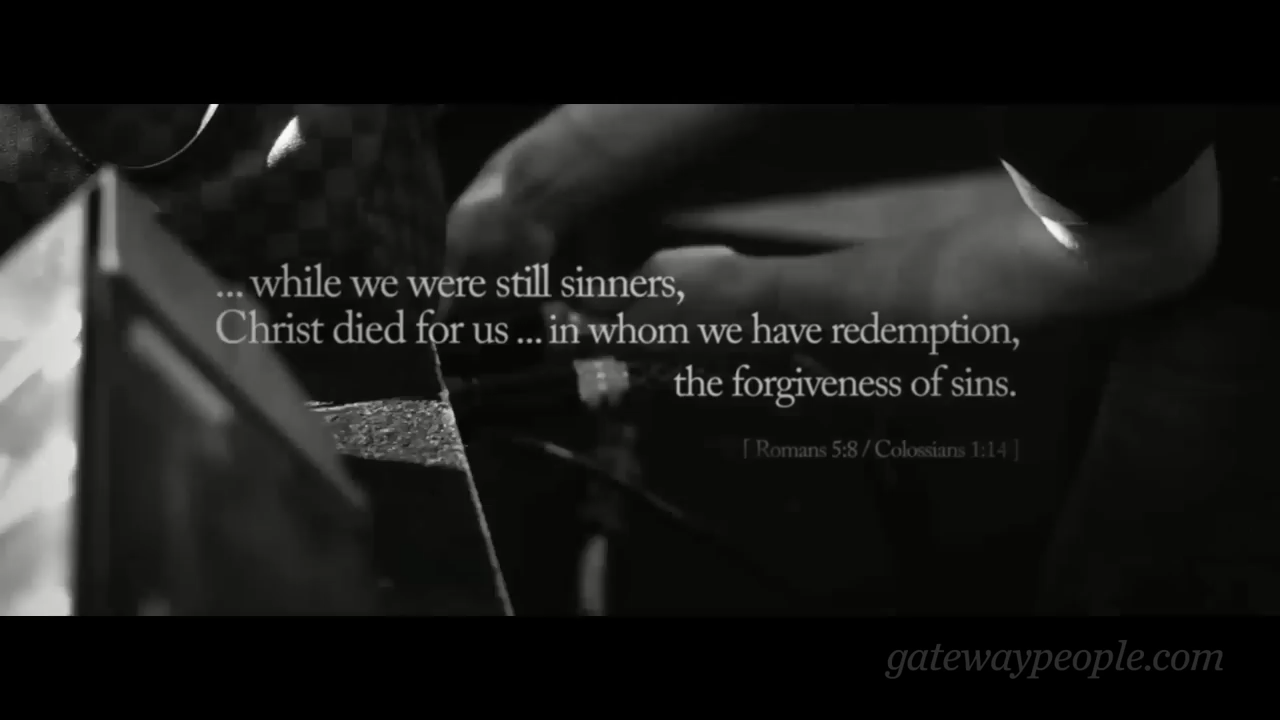 ... while we were still sinners,
Christ died for us ... in whom we have redemption,
the forgiveness of sins.
[ Romans 5:8 / Colossians 1:14 ]
gatewaypeople.com